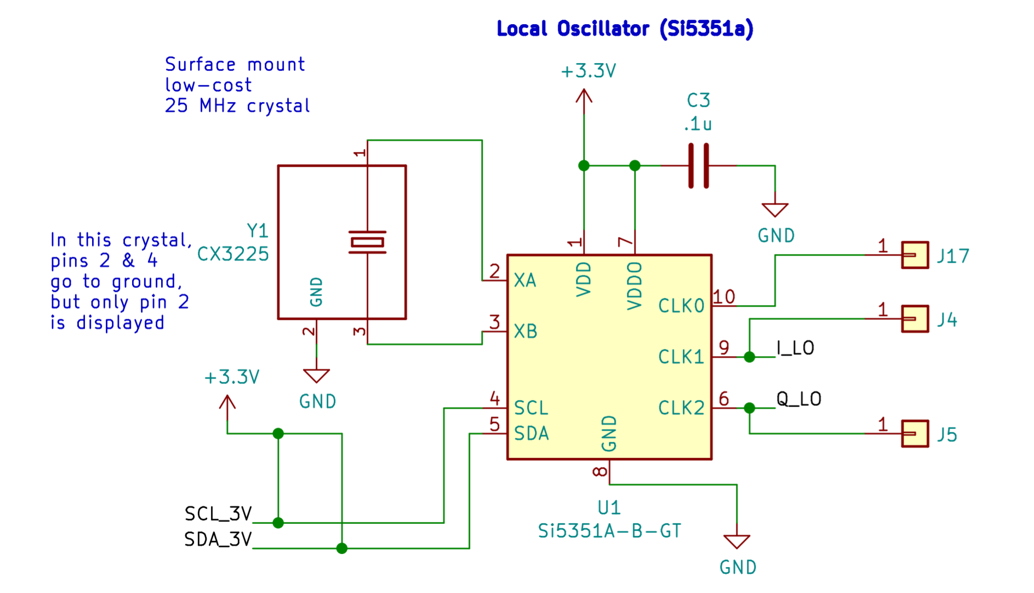 Local Oscillator (Si5351a)
Surface mount
low-cost
25 MHz crystal
+3.3V
C3
.1u
GND
1
Y1
CX3225
GND
2
3
GND
In this crystal,
pins 2 & 4
go to ground,
but only pin 2
is displayed
1
VDD
7
VDDO
2
XA
3
XB
4
SCL
5
SDA
CLK0
10
CLK1
9
CLK2
6
GND
8
U1
Si5351A-B-GT
GND
1
J17
1
J4
I_LO
Q_LO
1
J5
+3.3V
SCL_3V
SDA_3V